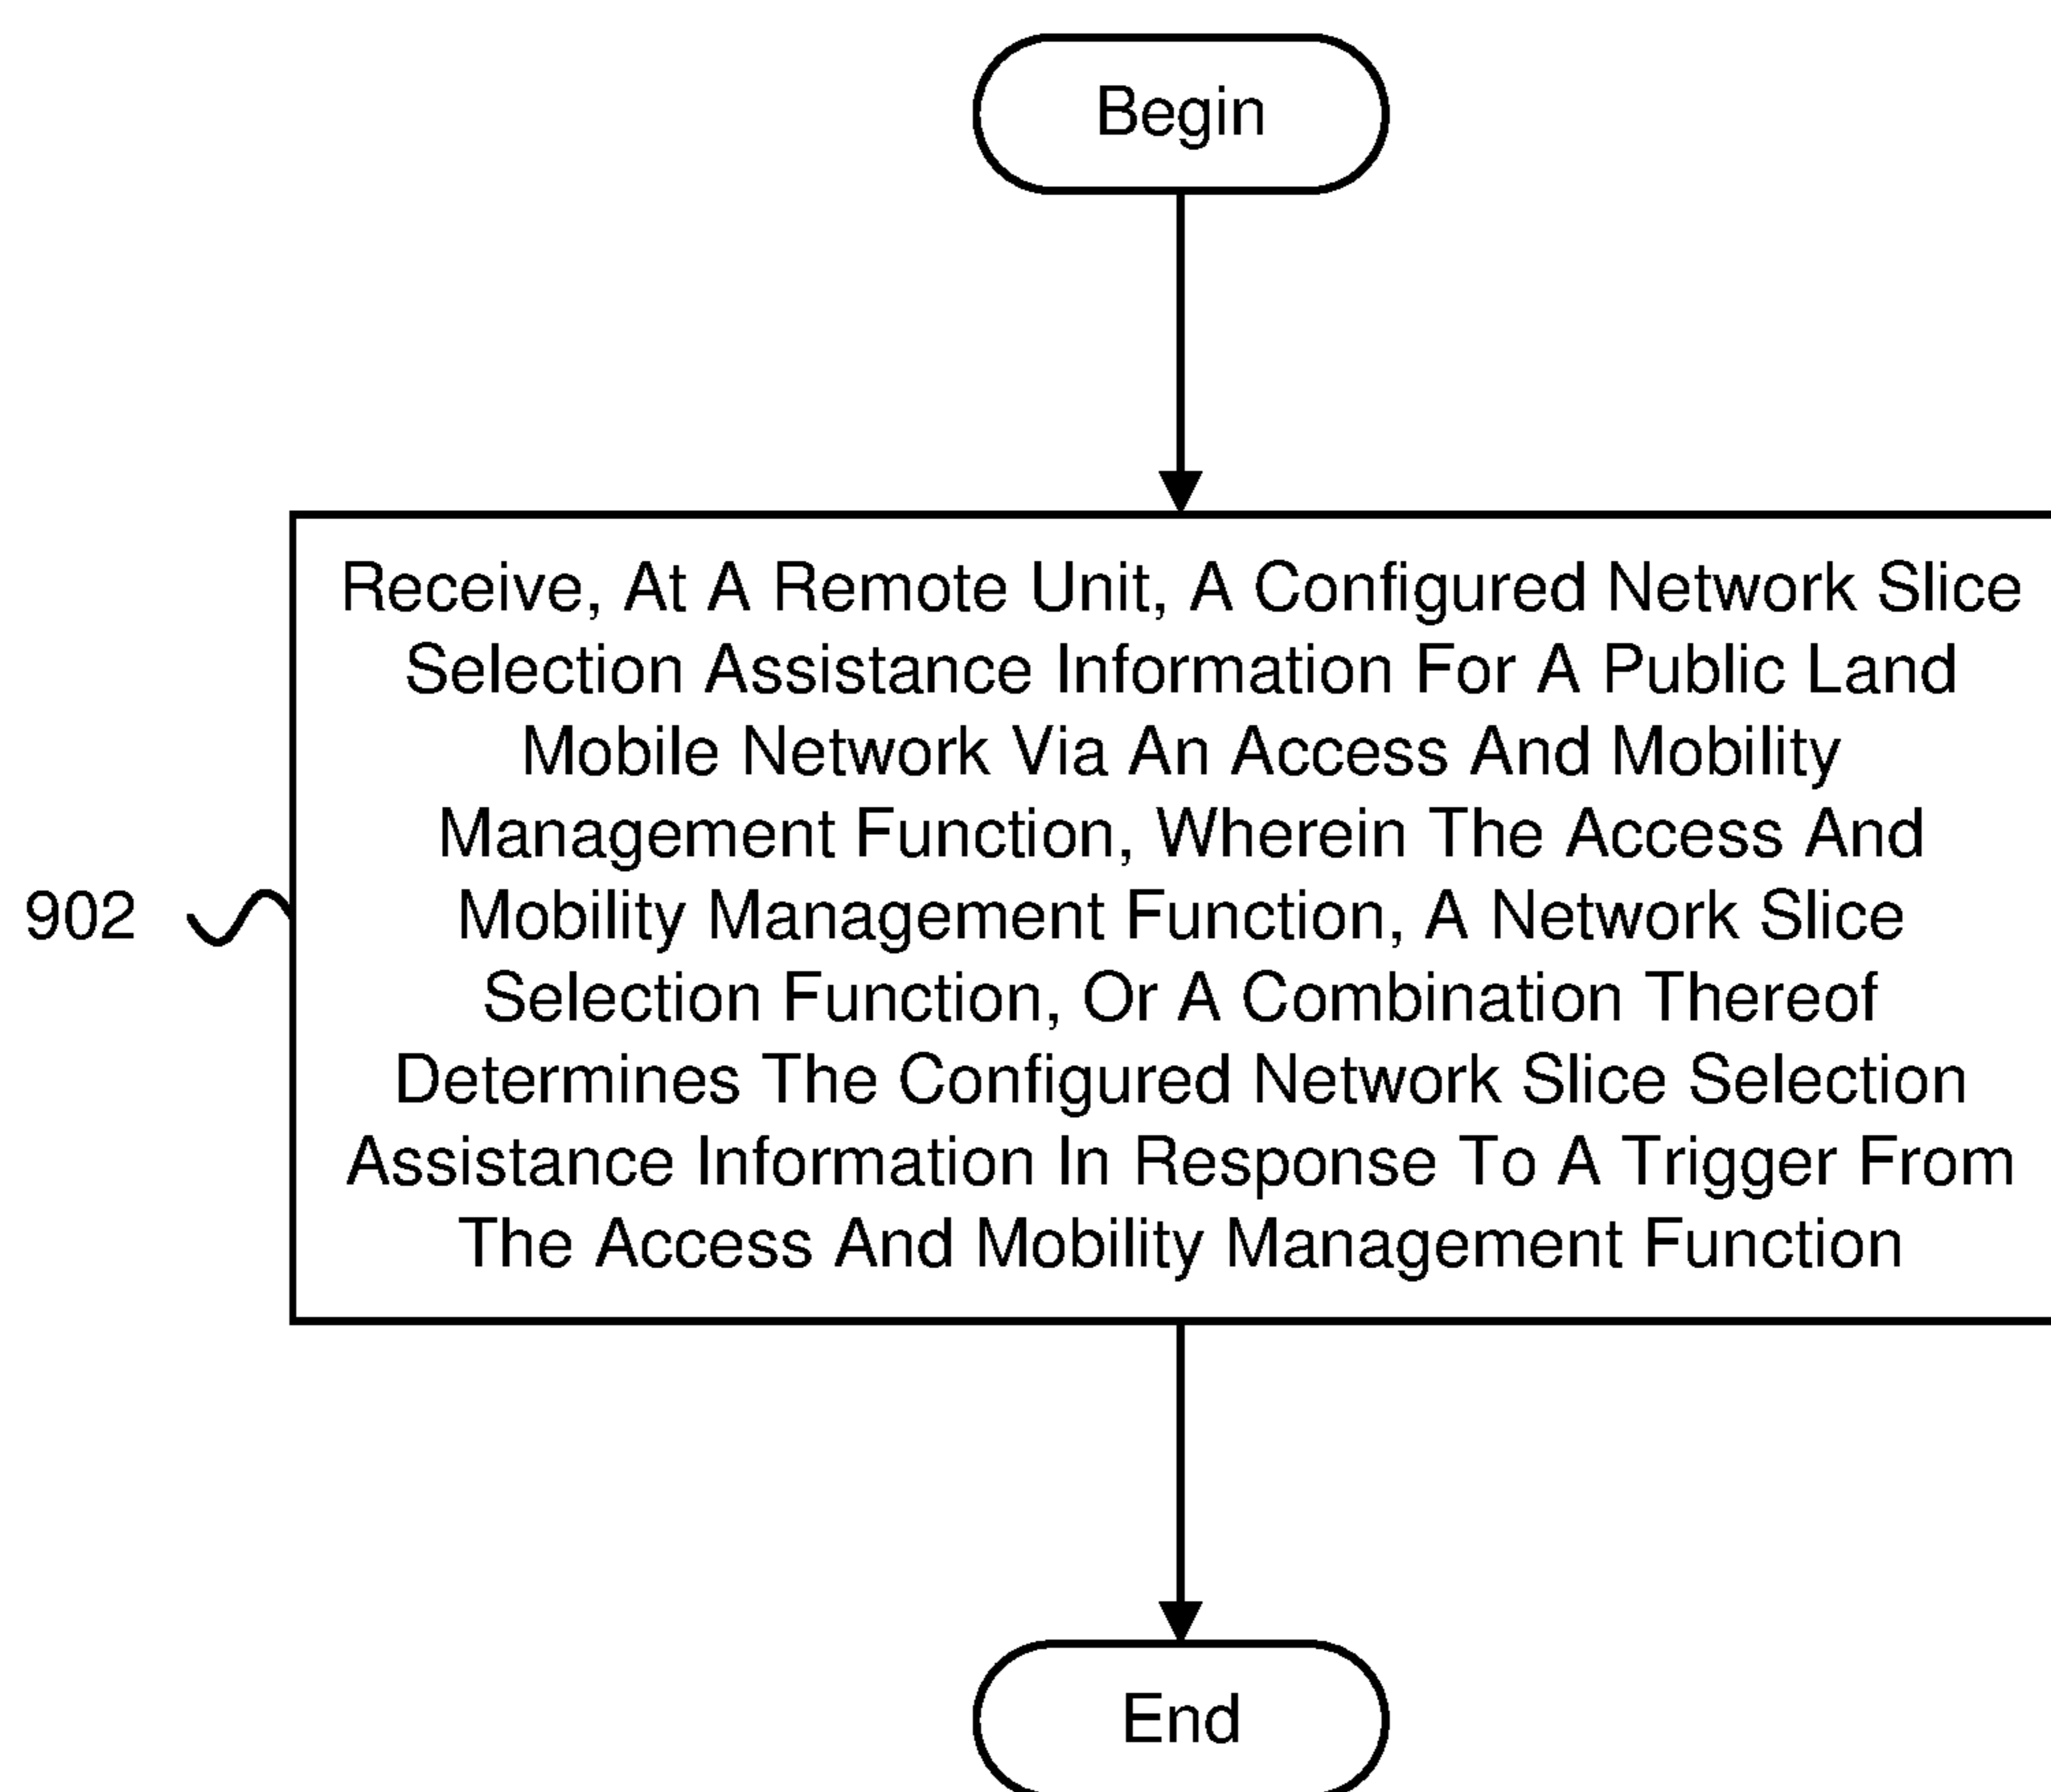 Begin
Receive, At A Remote Unit, A Configured Network Slice
Selection Assistance Information For A Public Land
Mobile Network Via An Access And Mobility
Management Function, Wherein The Access And
902
Mobility Management Function, A Network Slice
Selection Function, Or A Combination Thereof
Determines The Configured Network Slice Selection
Assistance Information In Response To A Trigger From
The Access And Mobility Management Function
End